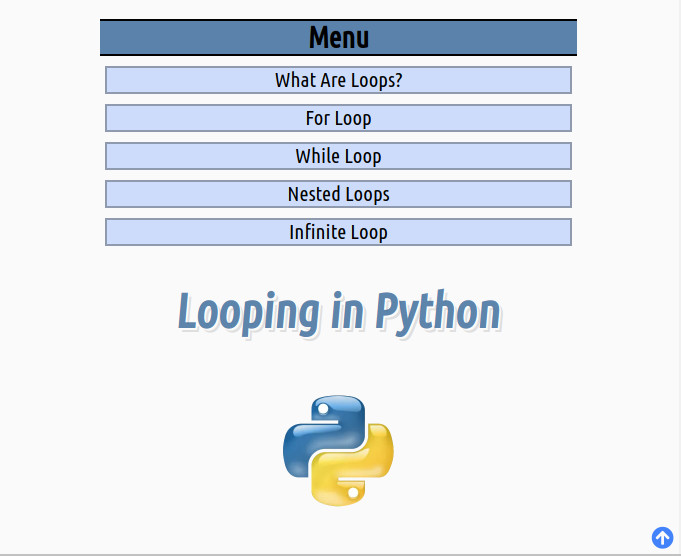 Menu
What Are Loops?
For Loop
While Loop
Nested Loops
Infinite Loop
Looping in Python